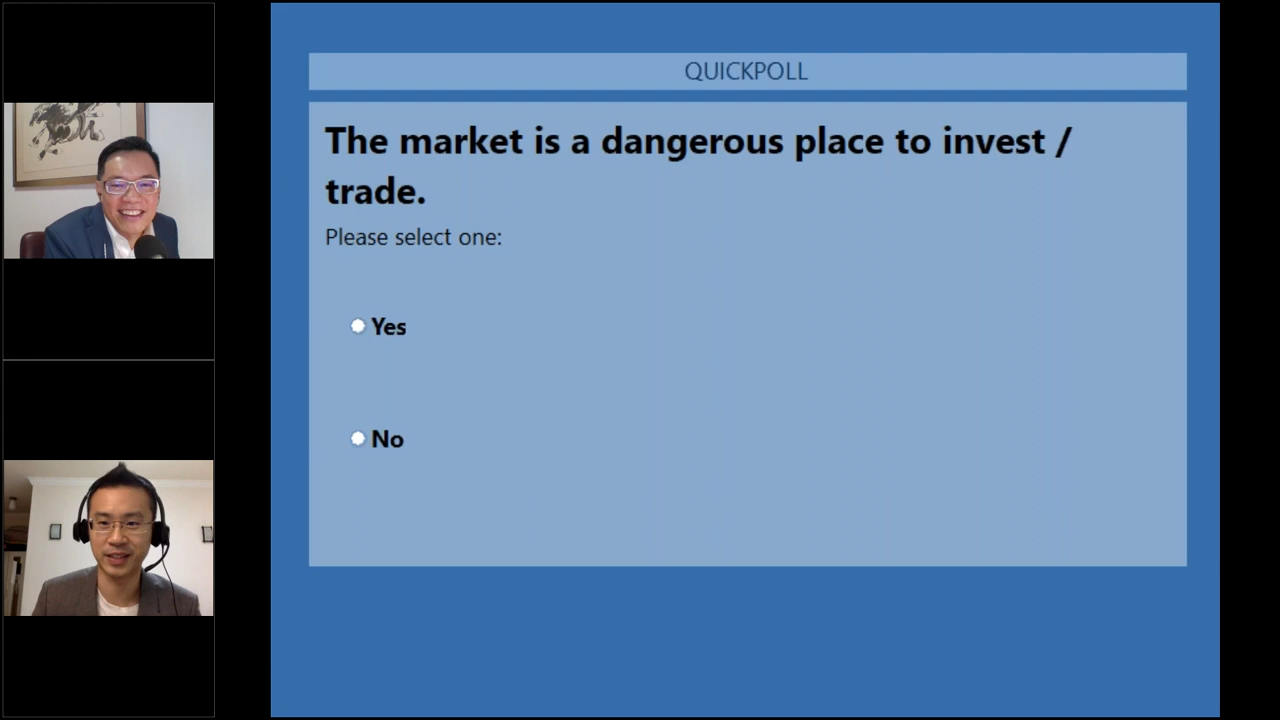 QUICKPOLL
The market is a dangerous place to invest /
trade.
Please select one:
Yes
No